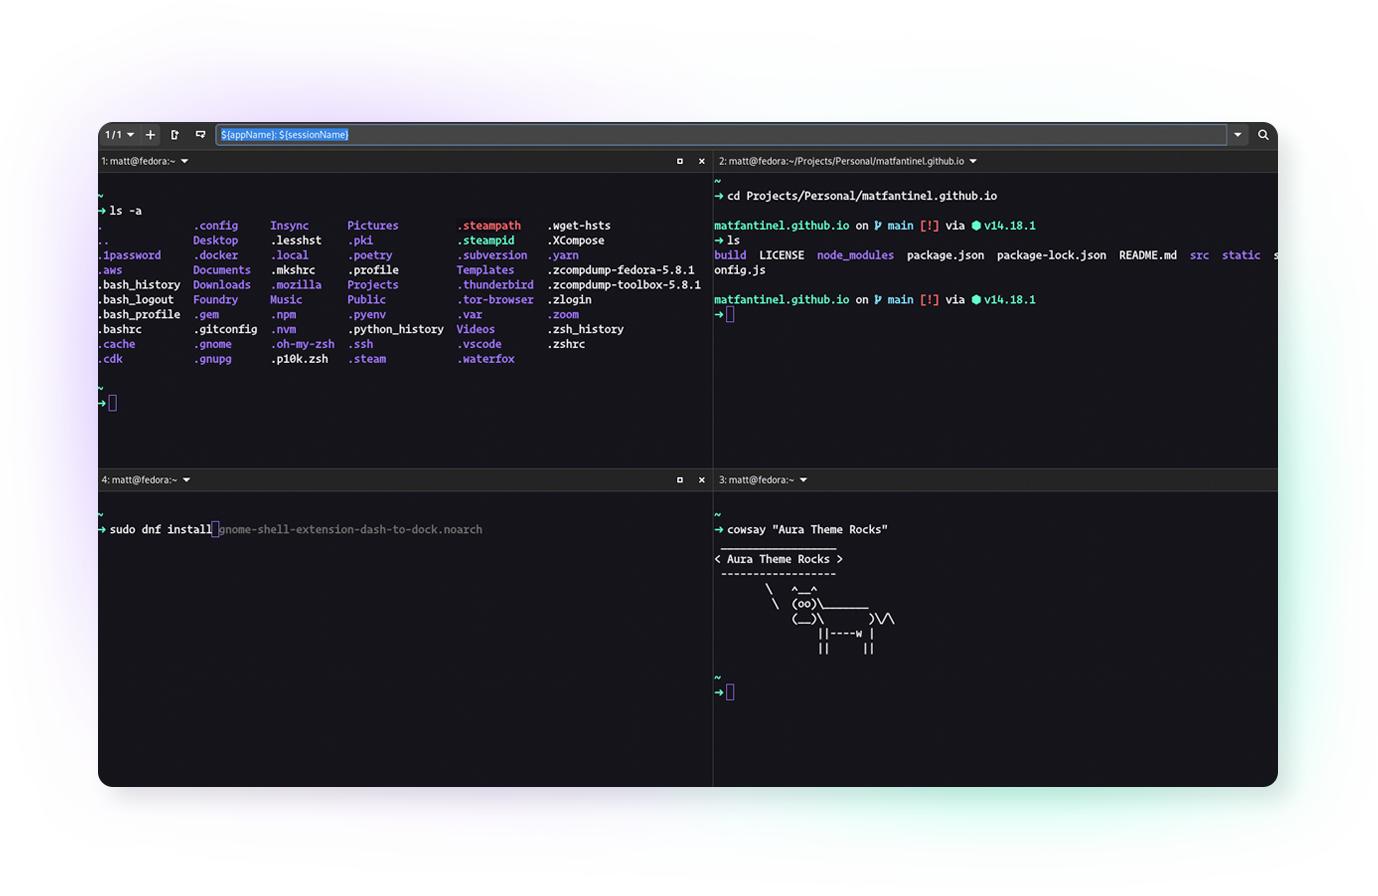 1/1 ${appName}: ${sessionName}
1: matt@fedora:~
~
➜ ls -a
. .config Insync Pictures .steampath .wget-hsts
.. Desktop .lesshst .pki .steampid .XCompose
.1password .docker .local .poetry .subversion .yarn
.aws Documents .mkshrc .profile Templates .zcompdump-fedora-5.8.1
.bash_history Downloads .mozilla Projects .thunderbird .zcompdump-toolbox-5.8.1
.bash_logout Foundry Music Public .tor-browser .zlogin
.bash_profile .gem .npm .pyenv .var .zoom
.bashrc .gitconfig .nvm .python_history Videos .zsh_history
.cache .gnome .oh-my-zsh .ssh .vscode .zshrc
.cdk .gnupg .p10k.zsh .steam .waterfox
~
➜
2: matt@fedora:~/Projects/Personal/matfantinel.github.io
~
➜ cd Projects/Personal/matfantinel.github.io
matfantinel.github.io on main [!] via v14.18.1
➜ ls
build LICENSE node_modules package.json package-lock.json README.md src static s
onfig.js
matfantinel.github.io on main [!] via v14.18.1
➜
4: matt@fedora:~
~
➜ sudo dnf install gnome-shell-extension-dash-to-dock.noarch
3: matt@fedora:~
~
➜ cowsay "Aura Theme Rocks"
 __________________
< Aura Theme Rocks >
 ------------------
        \   ^__^
         \  (oo)\_______
            (__)\       )\/\
                ||----w |
                ||     ||
~
➜